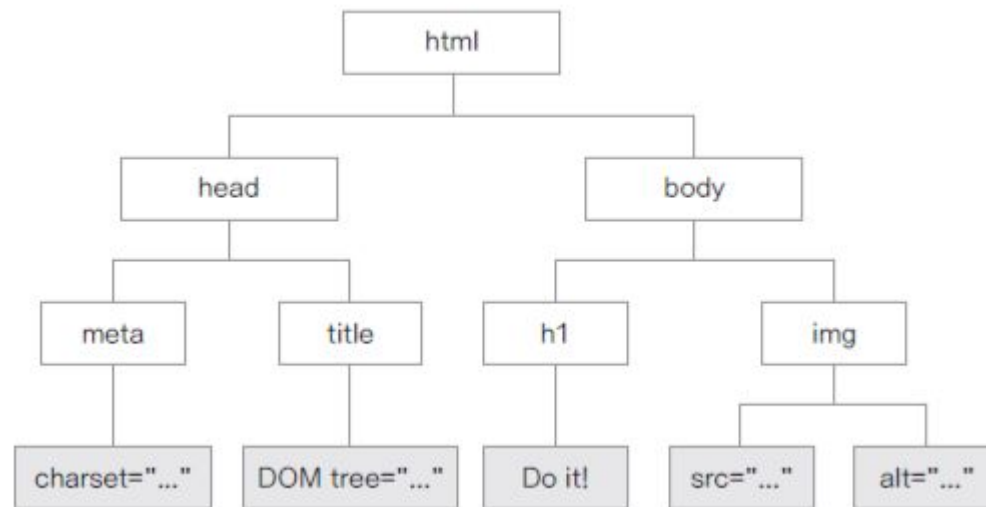 html
head
body
meta
title
h1
img
charset="..."
DOM tree="..."
Do it!
src="..."
alt="..."